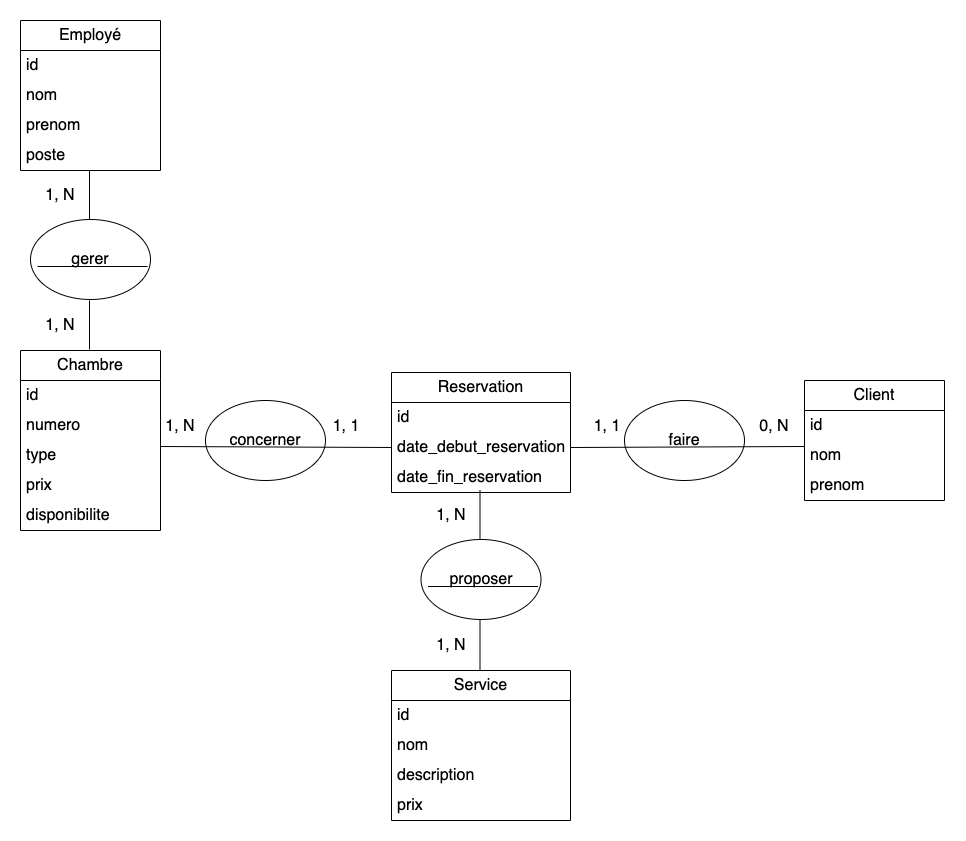 Employé
id
nom
prenom
poste
1, N
gerer
1, N
Chambre
id
numero
type
prix
disponibilite
1, N
concerner
1, 1
Reservation
id
date_debut_reservation
date_fin_reservation
1, 1
faire
0, N
Client
id
nom
prenom
1, N
proposer
1, N
Service
id
nom
description
prix